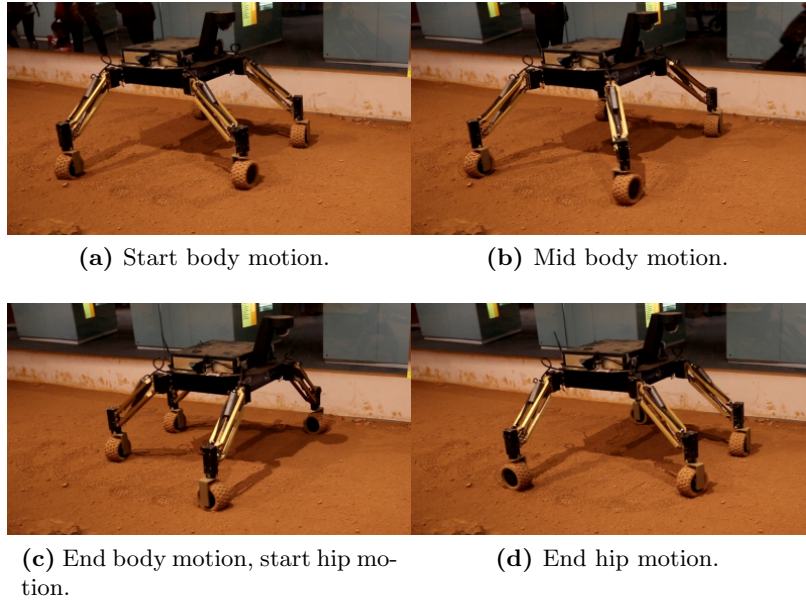 (a) Start body motion.
(b) Mid body motion.
(c) End body motion, start hip mo-
tion.
(d) End hip motion.